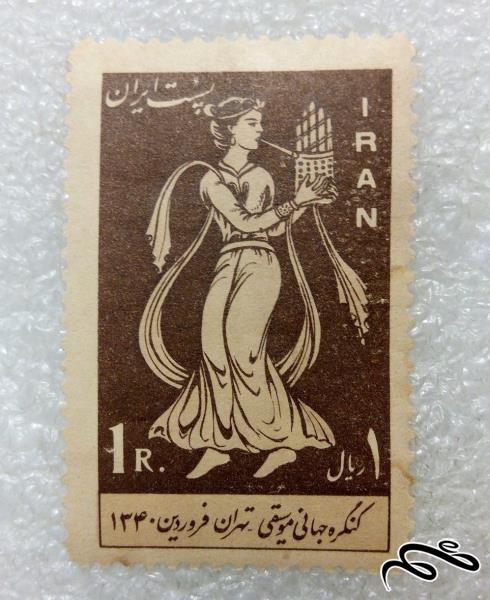 پست ایران
IRAN
1R.
۱ ریال
کنگره جهانی موسیقی تهران فروردین ۱۳۴۰